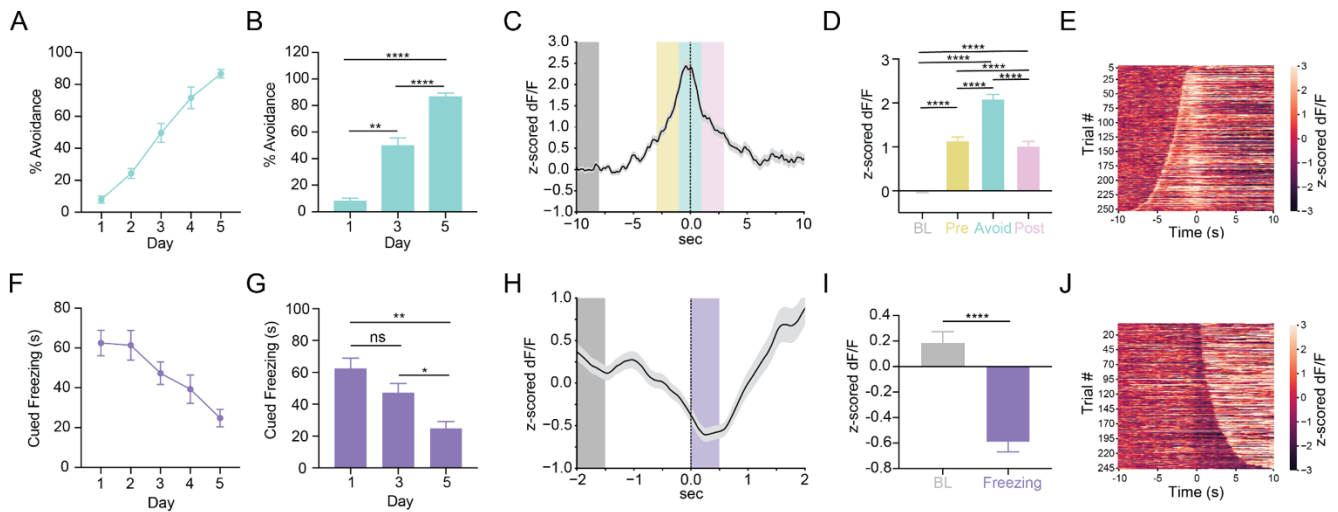 A
% Avoidance
100
80
60
40
20
0
1 2 3 4 5
Day
B
% Avoidance
120
100
80
60
40
20
0
****
****
**
1 3 5
Day
C
z-scored dF/F
3.0
2.5
2.0
1.5
1.0
0.5
0.0
−0.5
−1.0
−10 −5 0.0 5 10
sec
D
z-scored dF/F
3
2
1
0
****
****
****
****
****
****
BL Pre Avoid Post
E
Trial #
5
25
50
75
100
125
150
175
200
225
250
-10 -5 0 5 10
Time (s)
3
2
1
0
−1
−2
−3
z-scored dF/F
F
Cued Freezing (s)
80
60
40
20
0
1 2 3 4 5
Day
G
Cued Freezing (s)
100
80
60
40
20
0
**
ns
*
1 3 5
Day
H
z-scored dF/F
1.0
0.5
0.0
−0.5
−1.0
−2 −1 0.0 1 2
sec
I
z-scored dF/F
0.4
0.2
0.0
-0.2
-0.4
-0.6
-0.8
****
BL Freezing
J
Trial #
20
45
70
95
120
145
170
195
220
245
-10 -5 0 5 10
Time (s)
3
2
1
0
−1
−2
−3
z-scored dF/F